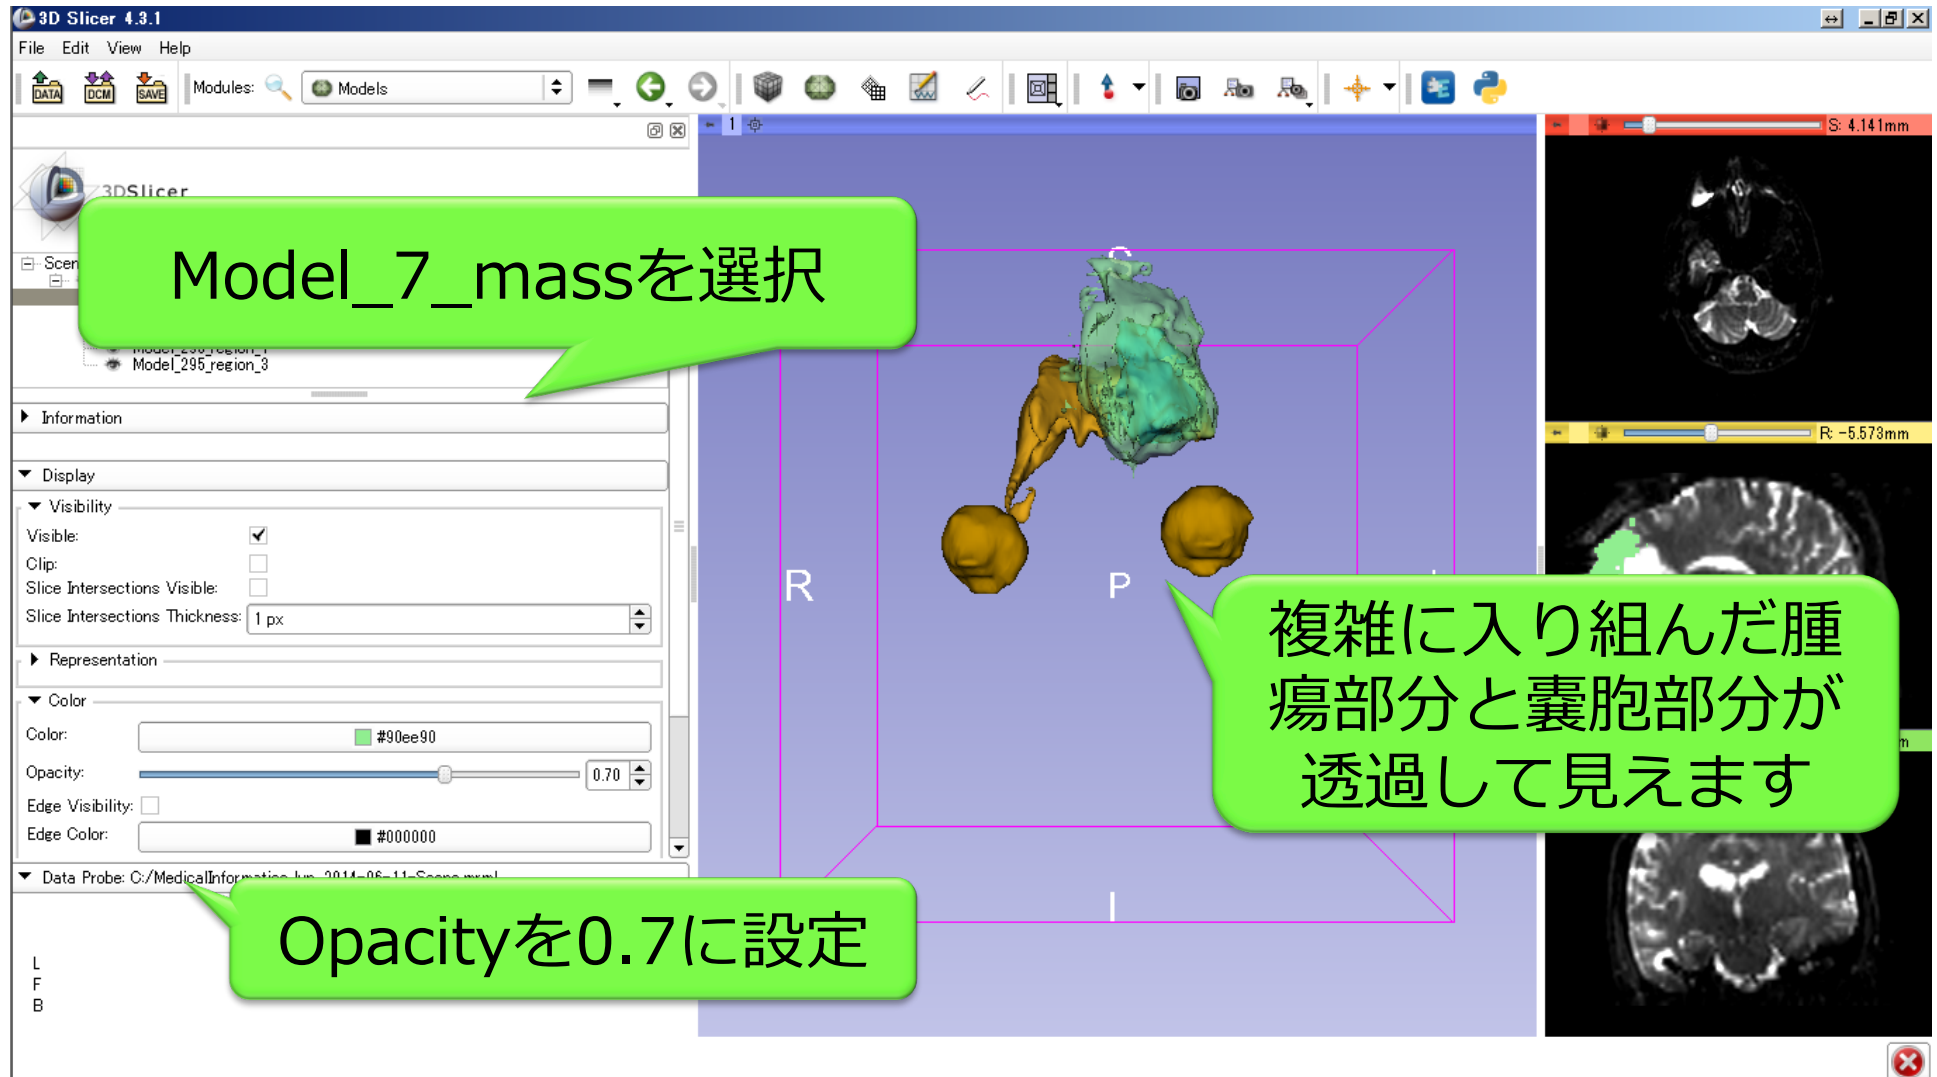 3D Slicer 4.3.1
File Edit View Help
DATA DCM SAVE Modules: Models
1
S: 4.141mm
3DSlicer
Model_7_massを選択
Scen
Model_295_region_3
Information
R: -5.573mm
Display
Visibility
Visible:
Clip:
Slice Intersections Visible:
Slice Intersections Thickness: 1 px
Representation
Color
Color: #90ee90
Opacity: 0.70
Edge Visibility:
Edge Color: #000000
R
P
I
複雑に入り組んだ腫
瘍部分と嚢胞部分が
透過して見えます
m
Data Probe: C:/MedicalInformatics
Opacityを0.7に設定
L
F
B